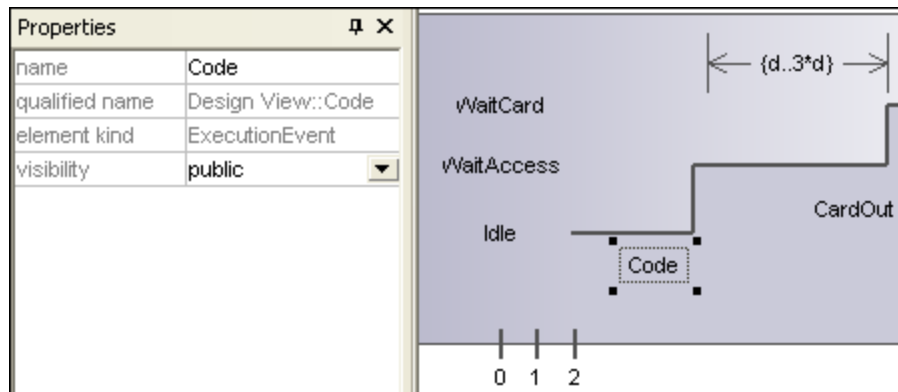 Properties
name Code
qualified name Design View::Code
element kind ExecutionEvent
visibility public
{d..3*d}
WaitCard
WaitAccess
CardOut
Idle
Code
0 1 2